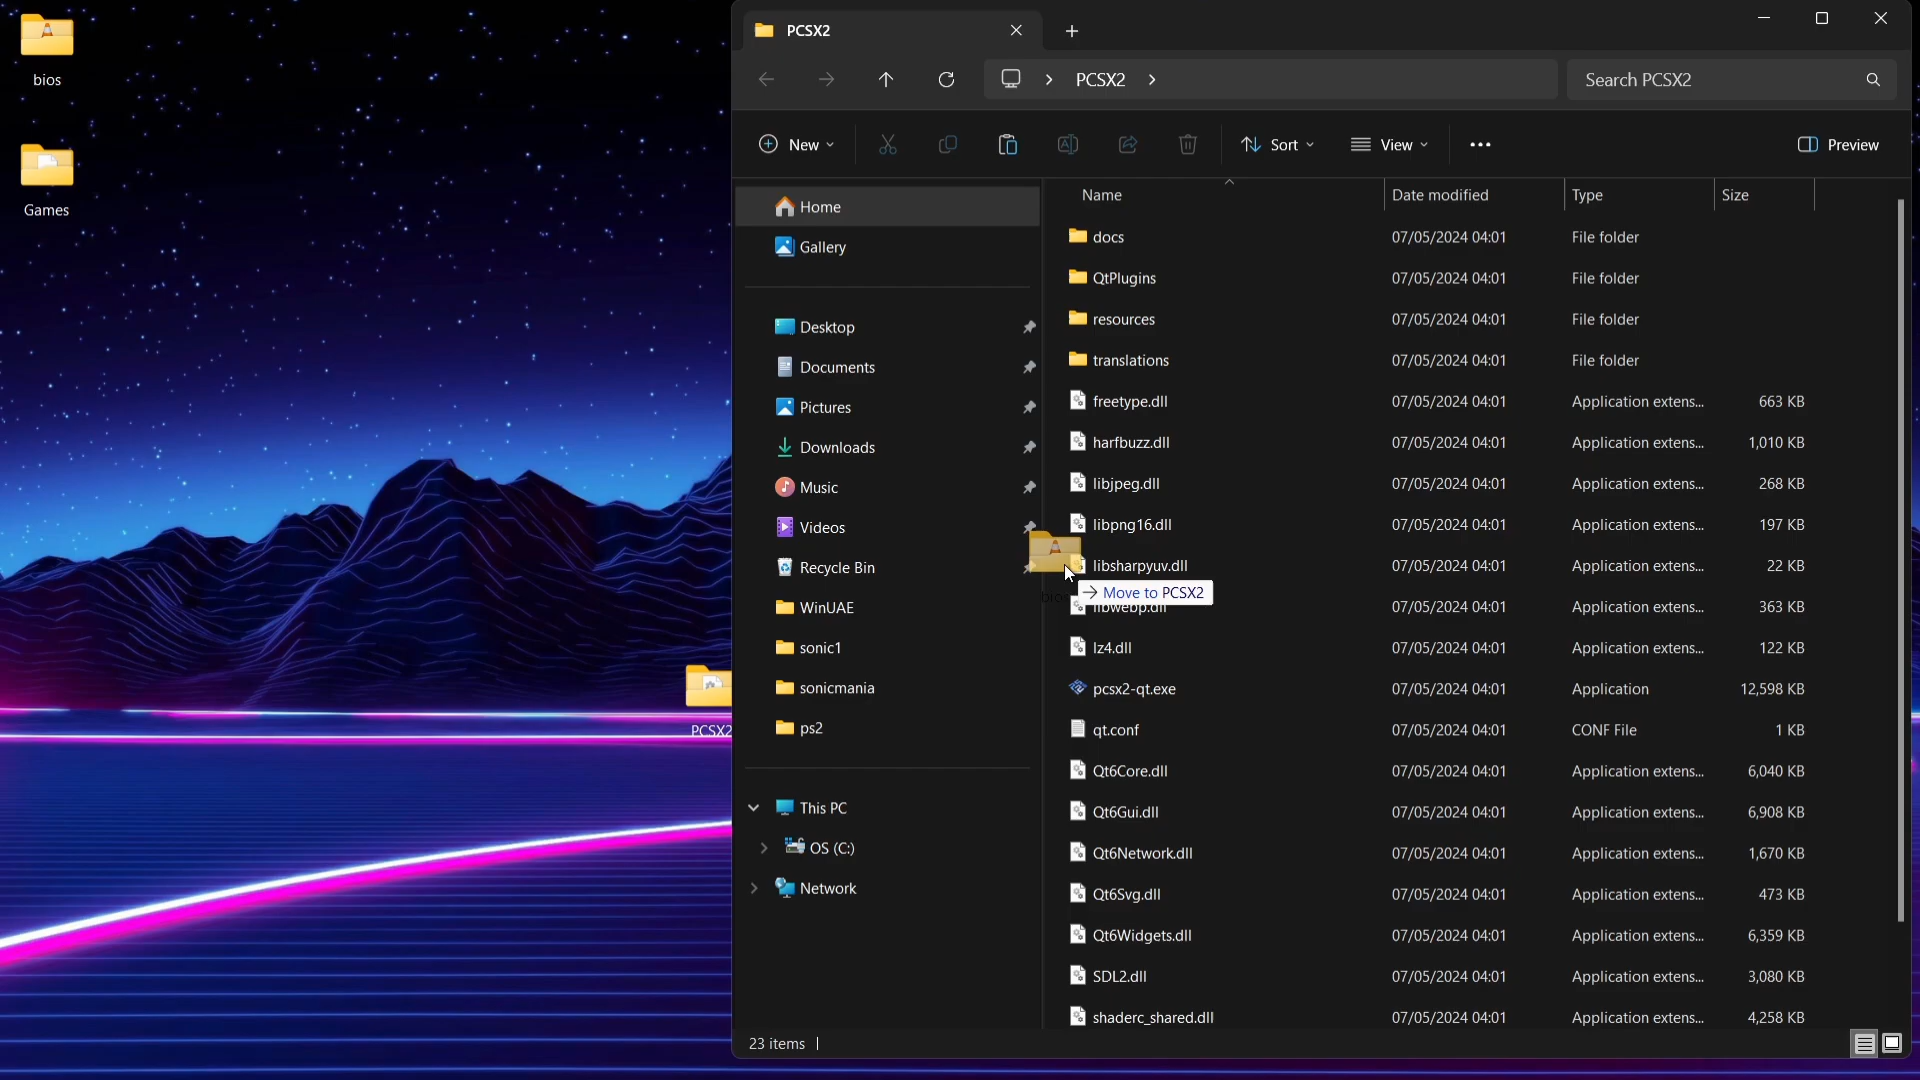 bios
Games
PCSX2
PCSX2
PCSX2
Search PCSX2
New
Sort
View
Preview
Home
Gallery
Desktop
Documents
Pictures
Downloads
Music
Videos
Recycle Bin
WinUAE
sonic1
sonicmania
ps2
This PC
OS (C:)
Network
Name Date modified Type Size
docs 07/05/2024 04:01 File folder
QtPlugins 07/05/2024 04:01 File folder
resources 07/05/2024 04:01 File folder
translations 07/05/2024 04:01 File folder
freetype.dll 07/05/2024 04:01 Application extens... 663 KB
harfbuzz.dll 07/05/2024 04:01 Application extens... 1,010 KB
libjpeg.dll 07/05/2024 04:01 Application extens... 268 KB
libpng16.dll 07/05/2024 04:01 Application extens... 197 KB
libsharpyuv.dll 07/05/2024 04:01 Application extens... 22 KB
bios → Move to PCSX2
libwebp.dll 07/05/2024 04:01 Application extens... 363 KB
lz4.dll 07/05/2024 04:01 Application extens... 122 KB
pcsx2-qt.exe 07/05/2024 04:01 Application 12,598 KB
qt.conf 07/05/2024 04:01 CONF File 1 KB
Qt6Core.dll 07/05/2024 04:01 Application extens... 6,040 KB
Qt6Gui.dll 07/05/2024 04:01 Application extens... 6,908 KB
Qt6Network.dll 07/05/2024 04:01 Application extens... 1,670 KB
Qt6Svg.dll 07/05/2024 04:01 Application extens... 473 KB
Qt6Widgets.dll 07/05/2024 04:01 Application extens... 6,359 KB
SDL2.dll 07/05/2024 04:01 Application extens... 3,080 KB
shaderc_shared.dll 07/05/2024 04:01 Application extens... 4,258 KB
23 items